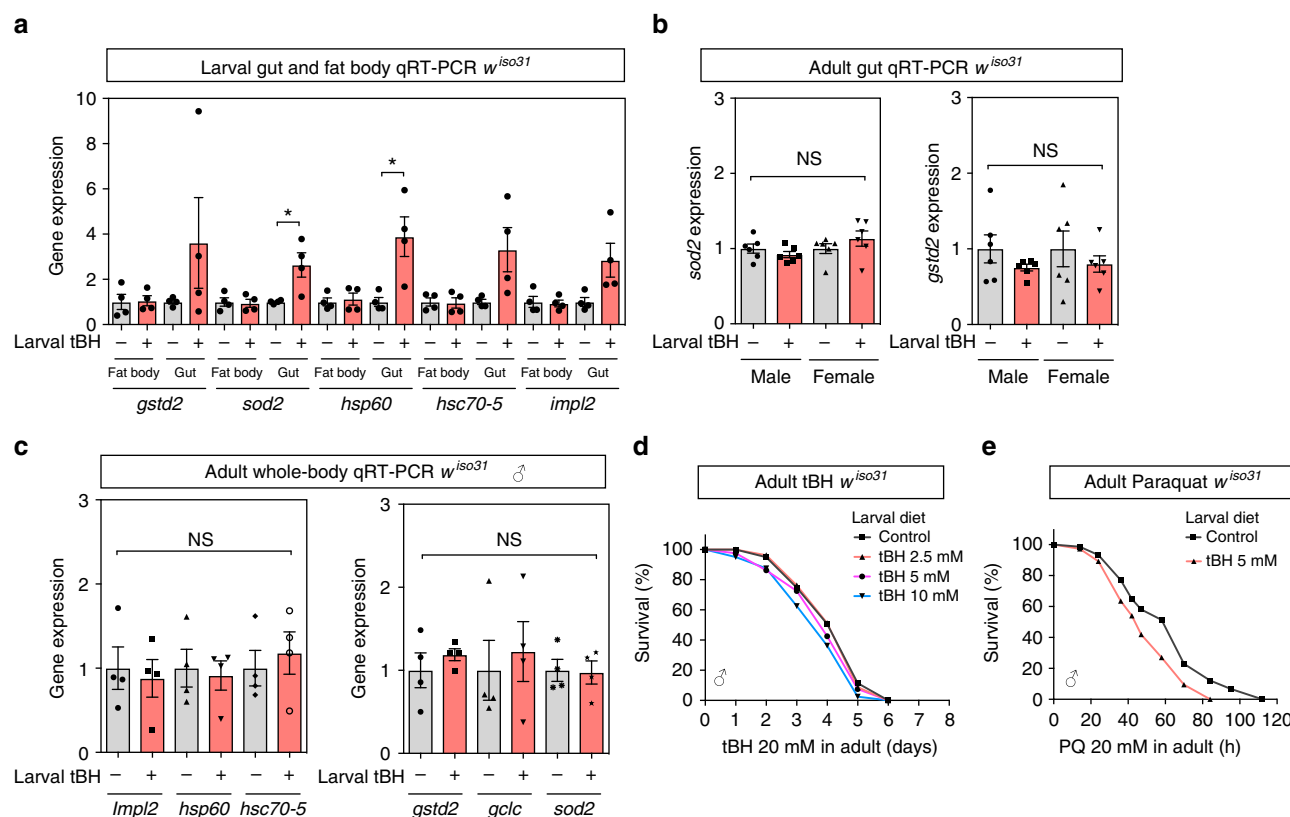 a
Larval gut and fat body qRT-PCR w^iso31
Gene expression
10
8
6
4
2
0
*
*
Larval tBH − + − + − + − + − + − + − + − + − + − +
Fat body Gut Fat body Gut Fat body Gut Fat body Gut Fat body Gut
gstd2 sod2 hsp60 hsc70-5 impl2
b
Adult gut qRT-PCR w^iso31
sod2 expression
3
2
1
0
NS
Larval tBH − + − +
Male Female
gstd2 expression
3
2
1
0
NS
Larval tBH − + − +
Male Female
c
Adult whole-body qRT-PCR w^iso31 ♂
Gene expression
3
2
1
0
NS
Larval tBH − + − + − +
Impl2 hsp60 hsc70-5
Gene expression
3
2
1
0
NS
Larval tBH − + − + − +
gstd2 gclc sod2
d
Adult tBH w^iso31
Larval diet
Control
tBH 2.5 mM
tBH 5 mM
tBH 10 mM
Survival (%)
100
80
60
40
20
0
♂
0 1 2 3 4 5 6 7 8
tBH 20 mM in adult (days)
e
Adult Paraquat w^iso31
Larval diet
Control
tBH 5 mM
Survival (%)
100
80
60
40
20
0
♂
0 20 40 60 80 100 120
PQ 20 mM in adult (h)